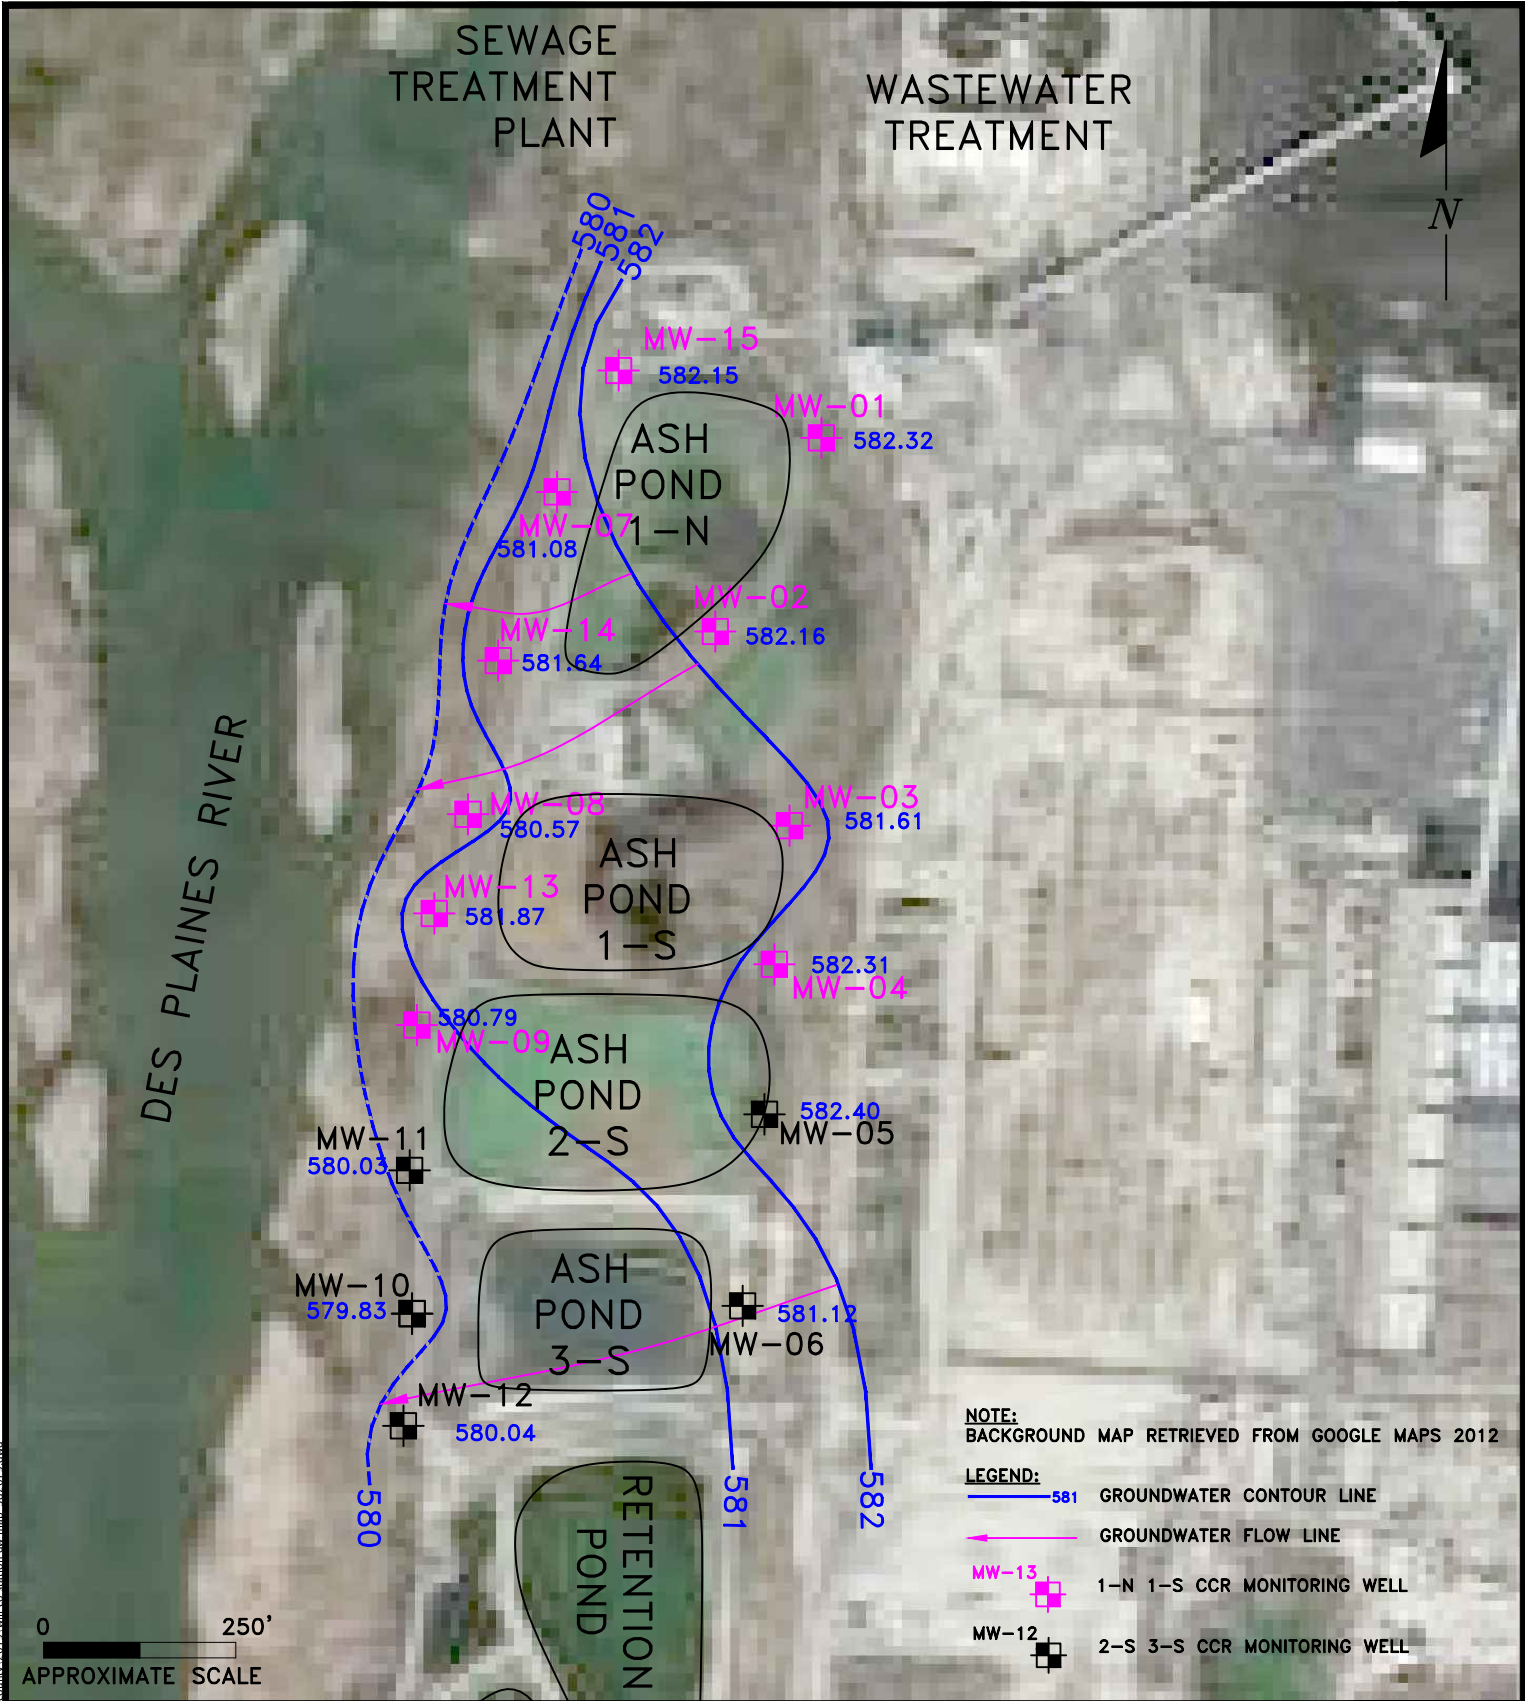 SEWAGE
TREATMENT
PLANT
WASTEWATER
TREATMENT
N
580
581
582
MW-15
582.15
MW-01
582.32
ASH
POND
1-N
MW-07
581.08
MW-02
582.16
MW-14
581.64
DES PLAINES RIVER
MW-08
580.57
MW-03
581.61
ASH
POND
1-S
MW-13
581.87
582.31
MW-04
580.79
MW-09
ASH
POND
2-S
582.40
MW-05
MW-11
580.03
MW-10
579.83
ASH
POND
3-S
581.12
MW-06
MW-12
580.04
580
581
582
RETENTION
POND
NOTE:
BACKGROUND MAP RETRIEVED FROM GOOGLE MAPS 2012
LEGEND:
581 GROUNDWATER CONTOUR LINE
GROUNDWATER FLOW LINE
MW-13 1-N 1-S CCR MONITORING WELL
MW-12 2-S 3-S CCR MONITORING WELL
0 250'
APPROXIMATE SCALE